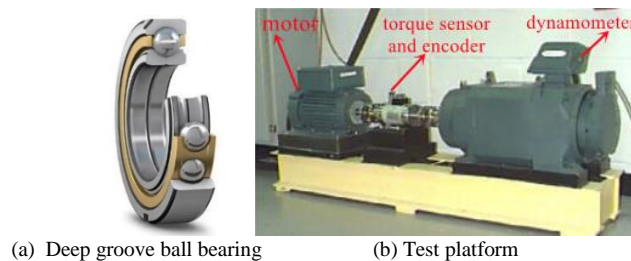 motor
torque sensor
and encoder
dynamometer
(a) Deep groove ball bearing
(b) Test platform